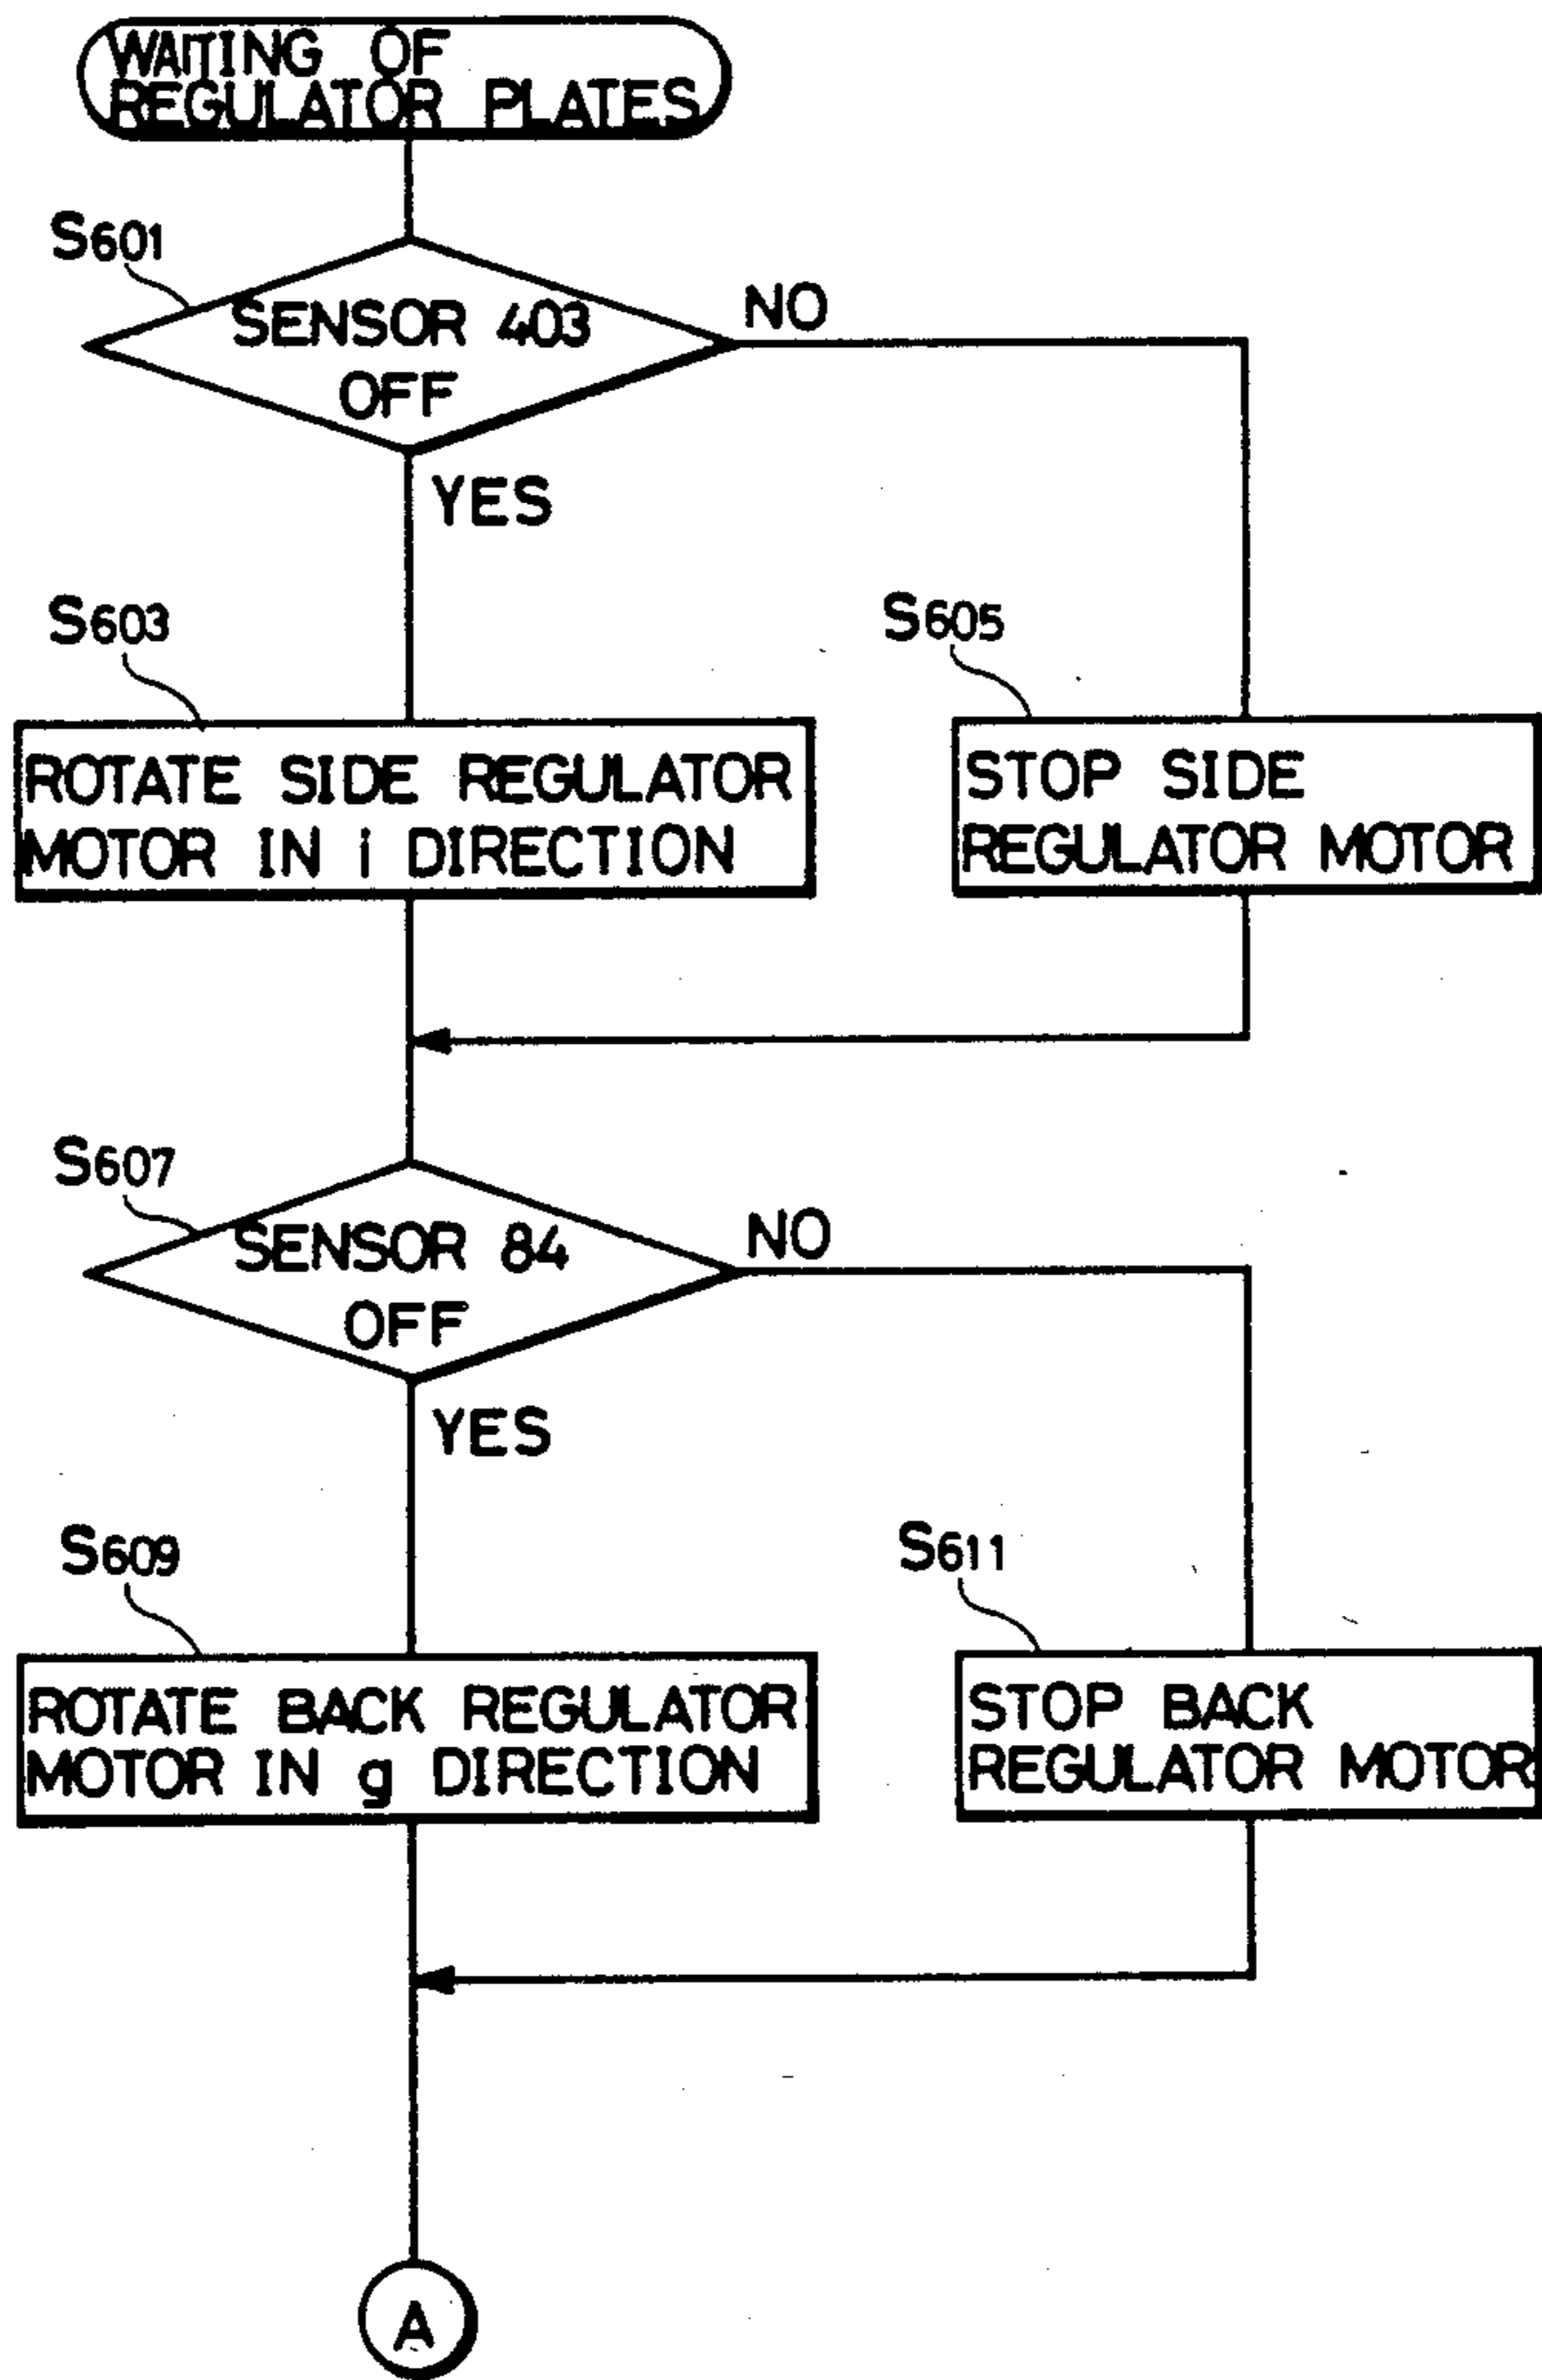 WAITING OF
REGULATOR PLATES
S601
SENSOR 403
OFF
NO
YES
S603
S605
ROTATE SIDE REGULATOR
MOTOR IN i DIRECTION
STOP SIDE
REGULATOR MOTOR
S607
SENSOR 84
OFF
NO
YES
S609
S611
ROTATE BACK REGULATOR
MOTOR IN g DIRECTION
STOP BACK
REGULATOR MOTOR
A